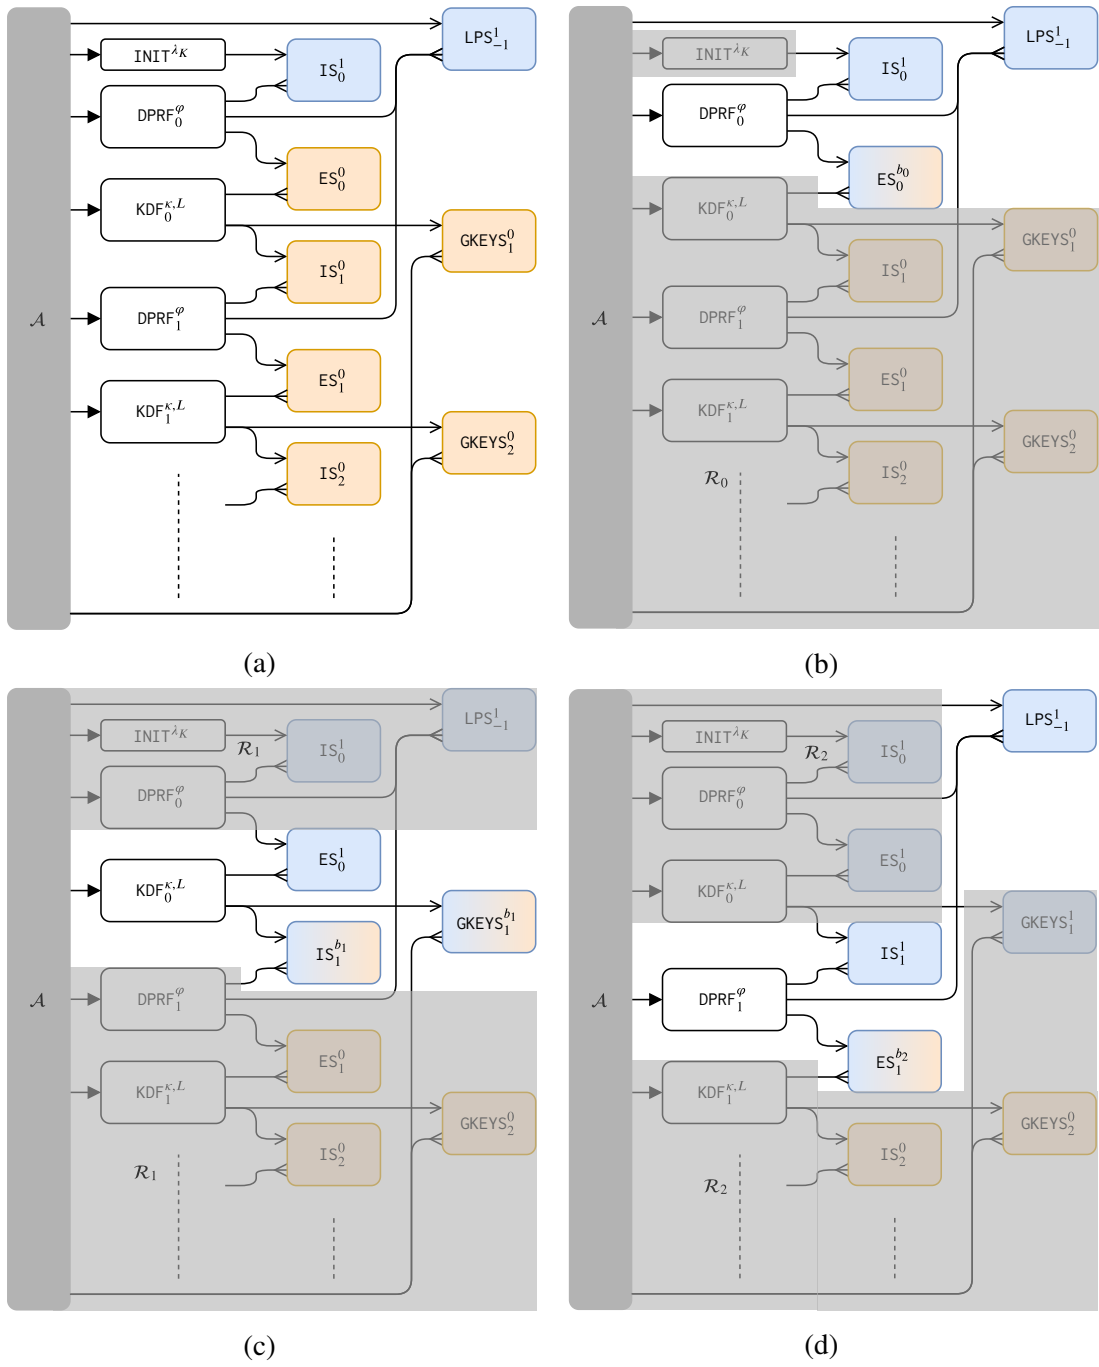 LPS^1_{-1}
INIT^{λ_K}
IS^1_0
DPRF^φ_0
ES^0_0
KDF^{κ,L}_0
GKEYS^0_1
IS^0_1
𝒜
DPRF^φ_1
ES^0_1
KDF^{κ,L}_1
GKEYS^0_2
IS^0_2
(a)
LPS^1_{-1}
INIT^{λ_K}
IS^1_0
DPRF^φ_0
ES^{b_0}_0
KDF^{κ,L}_0
GKEYS^0_1
IS^0_1
𝒜
DPRF^φ_1
ES^0_1
KDF^{κ,L}_1
GKEYS^0_2
ℛ_0
IS^0_2
(b)
LPS^1_{-1}
INIT^{λ_K}
ℛ_1
IS^1_0
DPRF^φ_0
ES^1_0
KDF^{κ,L}_0
GKEYS^{b_1}_1
IS^{b_1}_1
𝒜
DPRF^φ_1
ES^0_1
KDF^{κ,L}_1
GKEYS^0_2
IS^0_2
ℛ_1
(c)
LPS^1_{-1}
INIT^{λ_K}
ℛ_2
IS^1_0
DPRF^φ_0
ES^1_0
KDF^{κ,L}_0
GKEYS^1_1
IS^1_1
𝒜
DPRF^φ_1
ES^{b_2}_1
KDF^{κ,L}_1
GKEYS^0_2
IS^0_2
ℛ_2
(d)